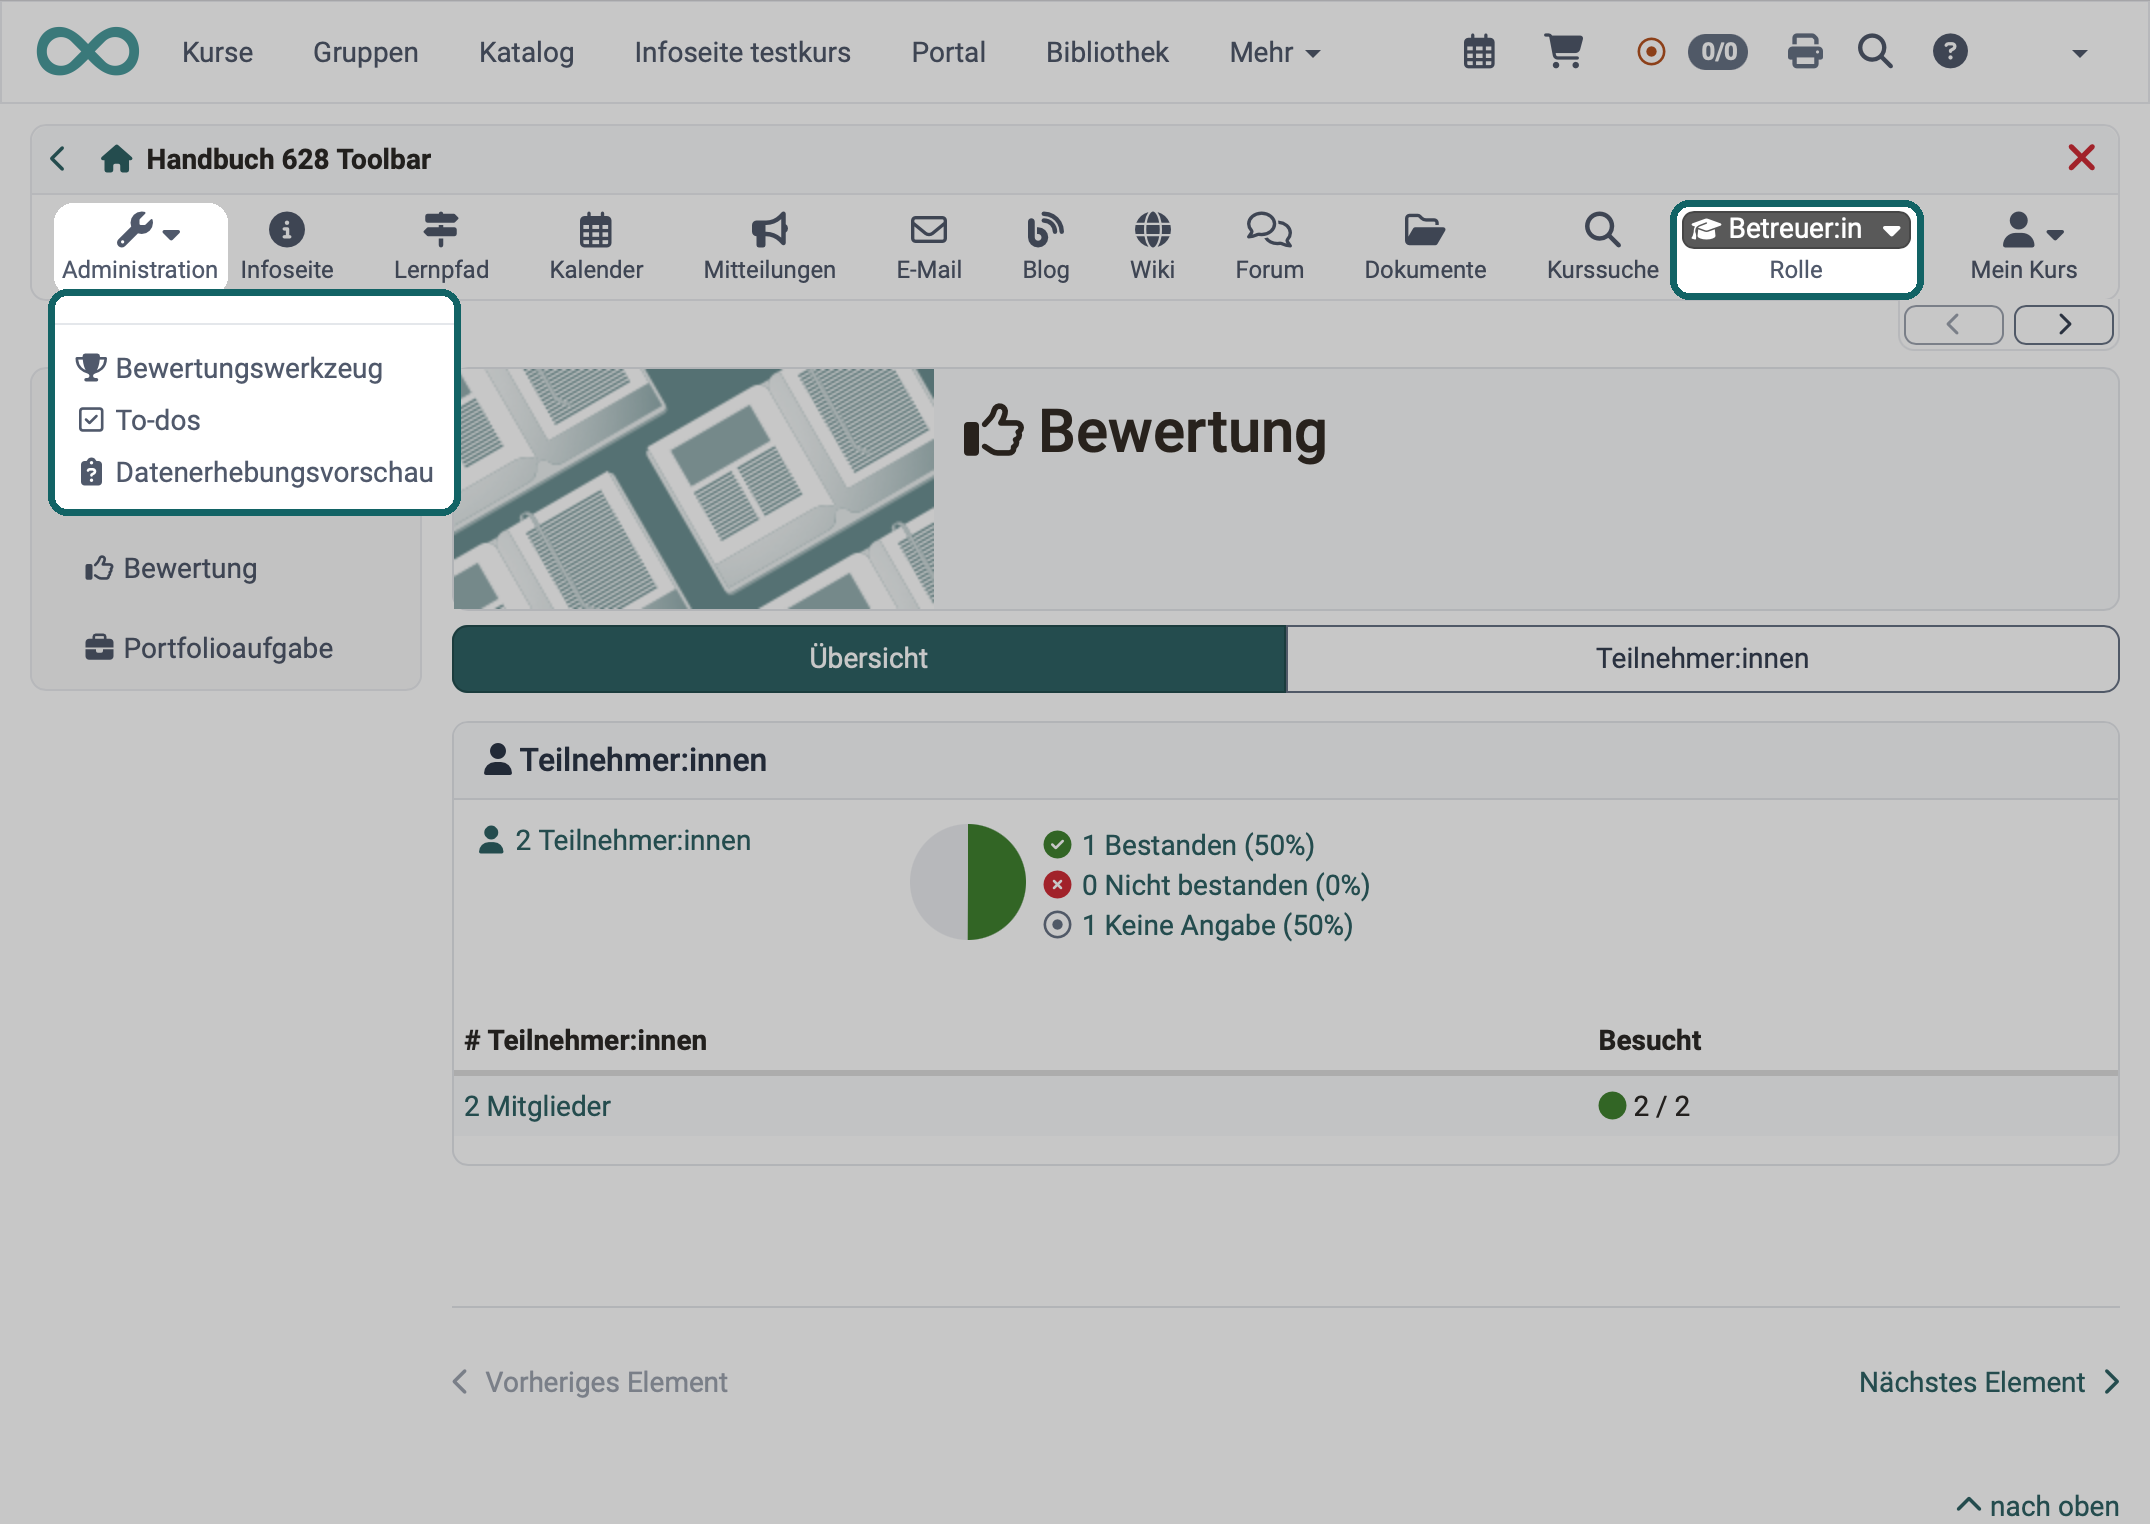 Kurse Gruppen Katalog Infoseite testkurs Portal Bibliothek Mehr 0/0 ?
Handbuch 628 Toolbar
Administration Infoseite Lernpfad Kalender Mitteilungen E-Mail Blog Wiki Forum Dokumente Kurssuche Betreuer:in Rolle Mein Kurs
Bewertungswerkzeug
To-dos
Datenerhebungsvorschau
Bewertung
Portfolioaufgabe
Bewertung
Übersicht Teilnehmer:innen
Teilnehmer:innen
2 Teilnehmer:innen
1 Bestanden (50%)
0 Nicht bestanden (0%)
1 Keine Angabe (50%)
# Teilnehmer:innen Besucht
2 Mitglieder 2 / 2
Vorheriges Element Nächstes Element
nach oben